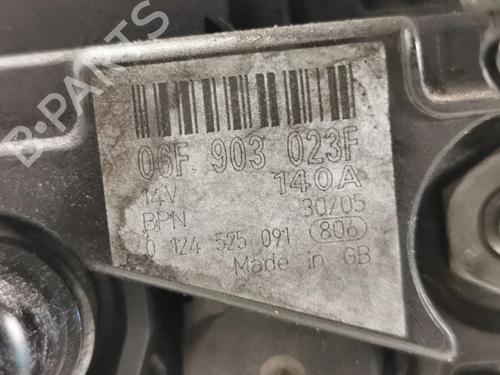 B-PARTS
06F 903 023F
14V 140A
BPN 30/05
0 124 525 091 806
Made in GB